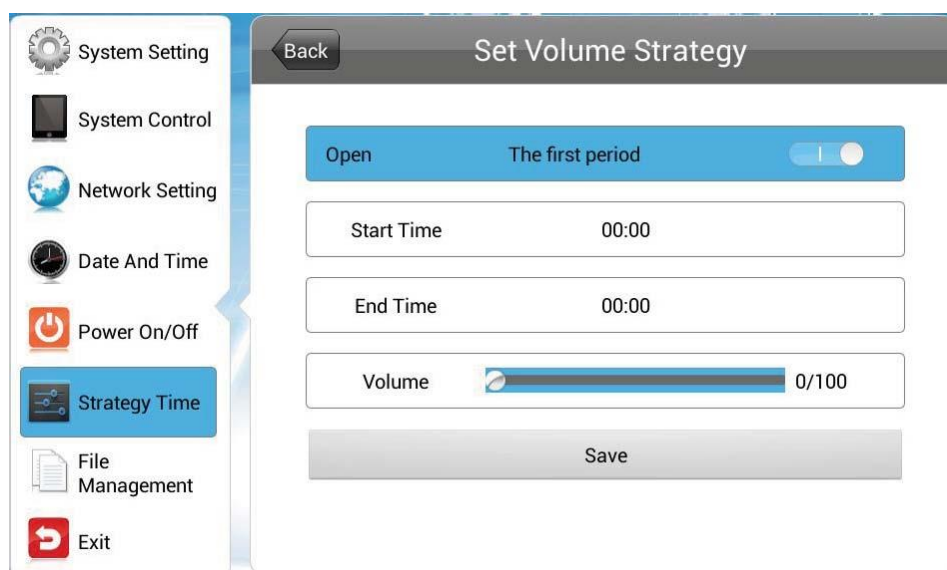 System Setting
System Control
Network Setting
Date And Time
Power On/Off
Strategy Time
File
Management
Exit
Back
Set Volume Strategy
Open The first period
Start Time 00:00
End Time 00:00
Volume 0/100
Save